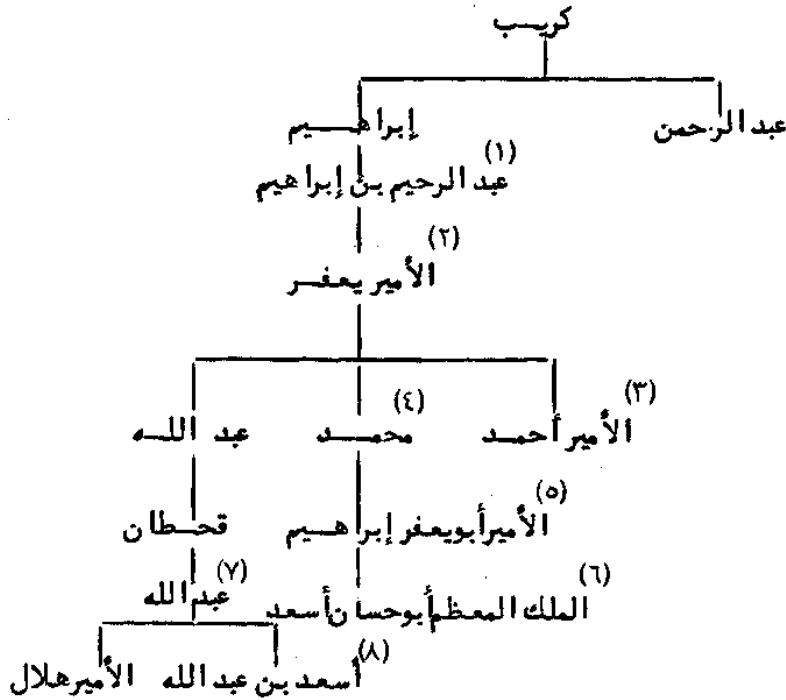 كريب
عبد الرحمن إبراهيم
(١)
عبد الرحيم بن إبراهيم
(٢)
الأمير يعفر
(٣) (٤)
الأمير أحمد محمد عبد الله
(٥)
الأمير أبو يعفر إبراهيم قحطان
(٦) (٧)
الملك المعظم أبو حسان أسعد عبد الله
(٨)
أسعد بن عبد الله الأمير هلال